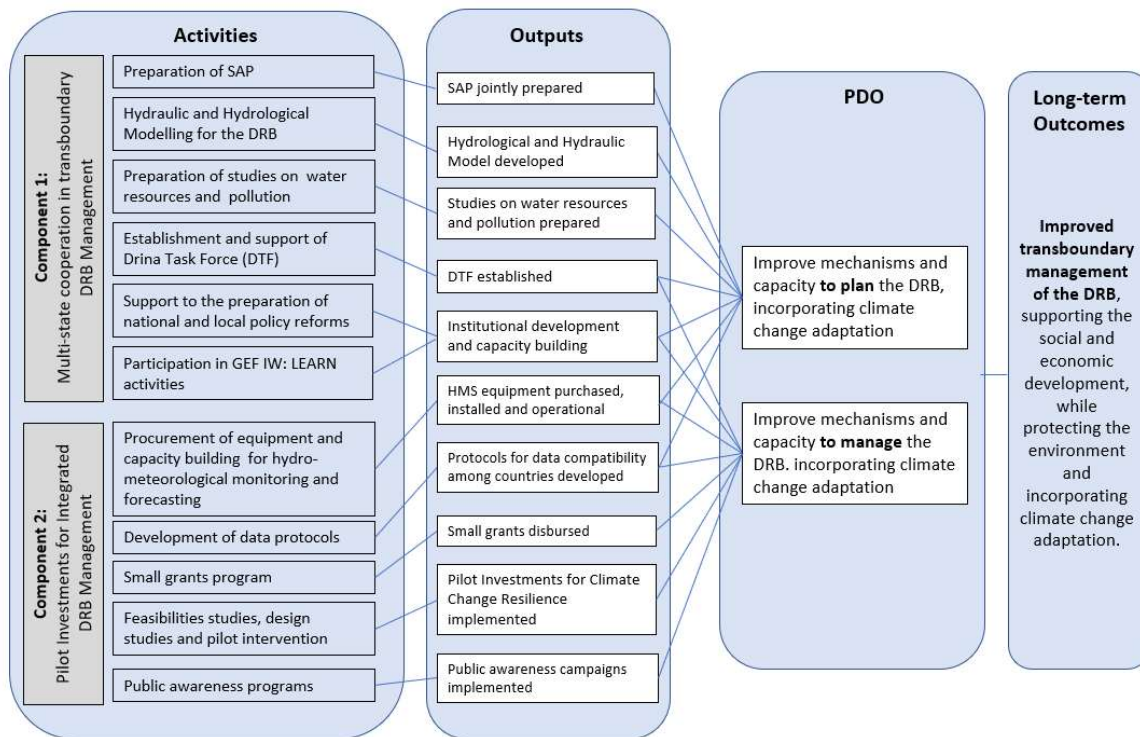 Activities
Component 1:
Multi-state cooperation in transboundary
DRB Management
Preparation of SAP
Hydraulic and Hydrological
Modelling for the DRB
Preparation of studies on water
resources and pollution
Establishment and support of
Drina Task Force (DTF)
Support to the preparation of
national and local policy reforms
Participation in GEF IW: LEARN
activities
Component 2:
Pilot Investments for Integrated
DRB Management
Procurement of equipment and
capacity building for hydro-
meteorological monitoring and
forecasting
Development of data protocols
Small grants program
Feasibilities studies, design
studies and pilot intervention
Public awareness programs
Outputs
SAP jointly prepared
Hydrological and Hydraulic
Model developed
Studies on water resources
and pollution prepared
DTF established
Institutional development
and capacity building
HMS equipment purchased,
installed and operational
Protocols for data compatibility
among countries developed
Small grants disbursed
Pilot Investments for Climate
Change Resilience
implemented
Public awareness campaigns
implemented
PDO
Improve mechanisms and
capacity to plan the DRB,
incorporating climate
change adaptation
Improve mechanisms and
capacity to manage the
DRB. incorporating climate
change adaptation
Long-term
Outcomes
Improved
transboundary
management
of the DRB,
supporting the
social and
economic
development,
while
protecting the
environment
and
incorporating
climate change
adaptation.